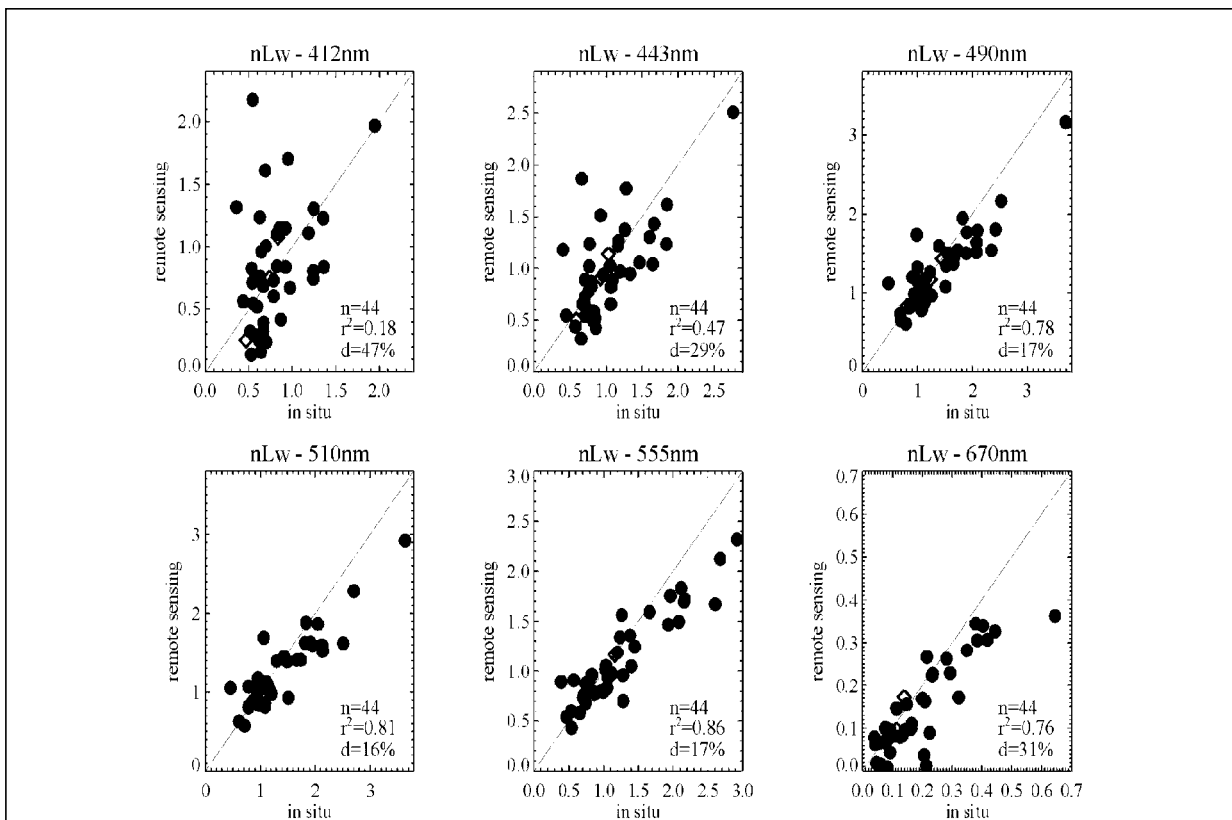 nLw - 412nm
remote sensing
2.0
1.5
1.0
0.5
0.0
n=44
r²=0.18
d=47%
0.0 0.5 1.0 1.5 2.0
in situ
nLw - 443nm
remote sensing
2.5
2.0
1.5
1.0
0.5
0.0
n=44
r²=0.47
d=29%
0.0 0.5 1.0 1.5 2.0 2.5
in situ
nLw - 490nm
remote sensing
3
2
1
0
n=44
r²=0.78
d=17%
0 1 2 3
in situ
nLw - 510nm
remote sensing
3
2
1
0
n=44
r²=0.81
d=16%
0 1 2 3
in situ
nLw - 555nm
remote sensing
3.0
2.5
2.0
1.5
1.0
0.5
0.0
n=44
r²=0.86
d=17%
0.0 0.5 1.0 1.5 2.0 2.5 3.0
in situ
nLw - 670nm
remote sensing
0.7
0.6
0.5
0.4
0.3
0.2
0.1
0.0
n=44
r²=0.76
d=31%
0.0 0.1 0.2 0.3 0.4 0.5 0.6 0.7
in situ